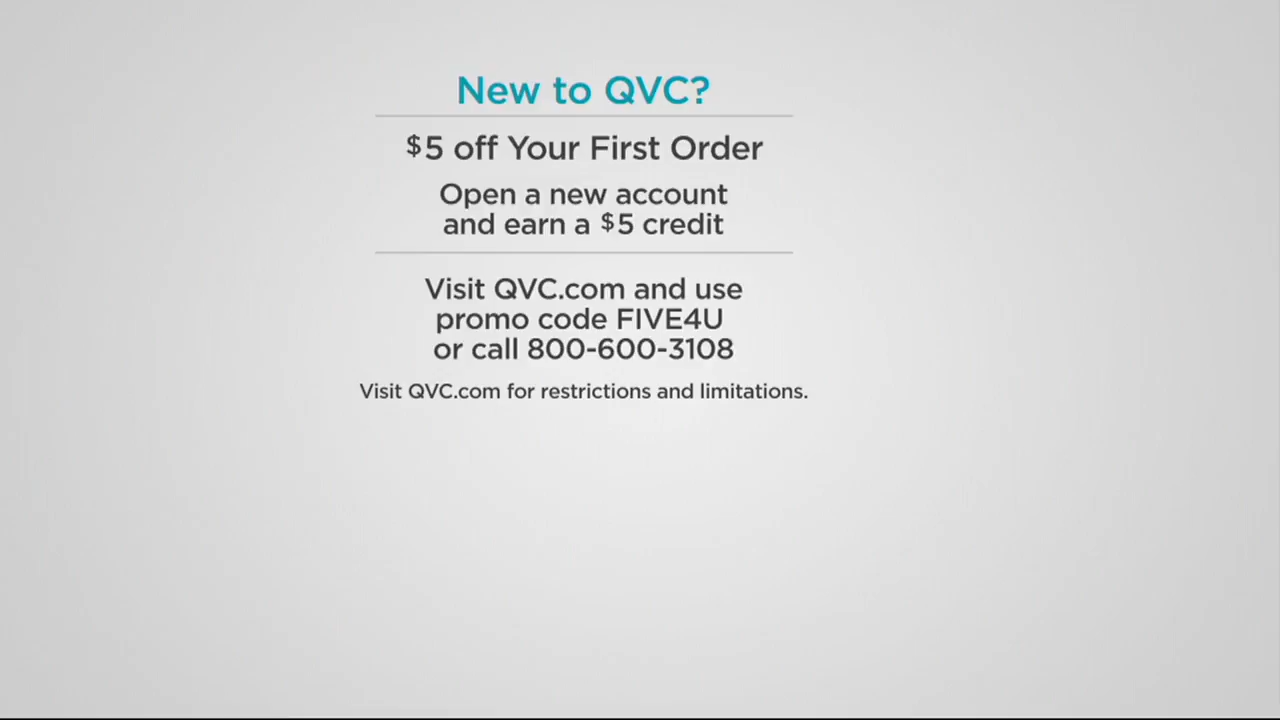 New to QVC?
$5 off Your First Order
Open a new account
and earn a $5 credit
Visit QVC.com and use
promo code FIVE4U
or call 800-600-3108
Visit QVC.com for restrictions and limitations.